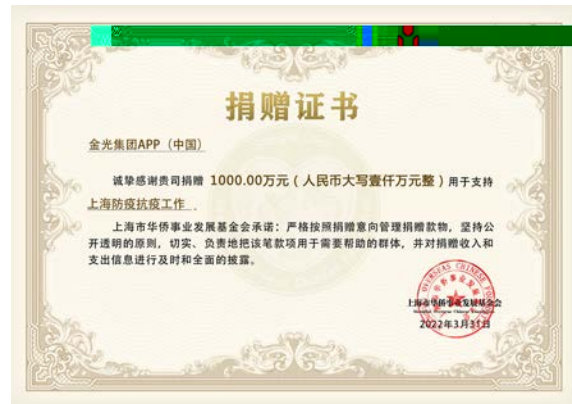 捐赠证书
金光集团APP（中国）
诚挚感谢贵司捐赠 1000.00万元（人民币大写壹仟万元整）用于支持
上海防疫抗疫工作 .
上海市华侨事业发展基金会承诺：严格按照捐赠意向管理捐赠款物，坚持公
开透明的原则，切实、负责地把该笔款项用于需要帮助的群体，并对捐赠收入和
支出信息进行及时和全面的披露。
上海市华侨事业发展基金会
2022年3月31日